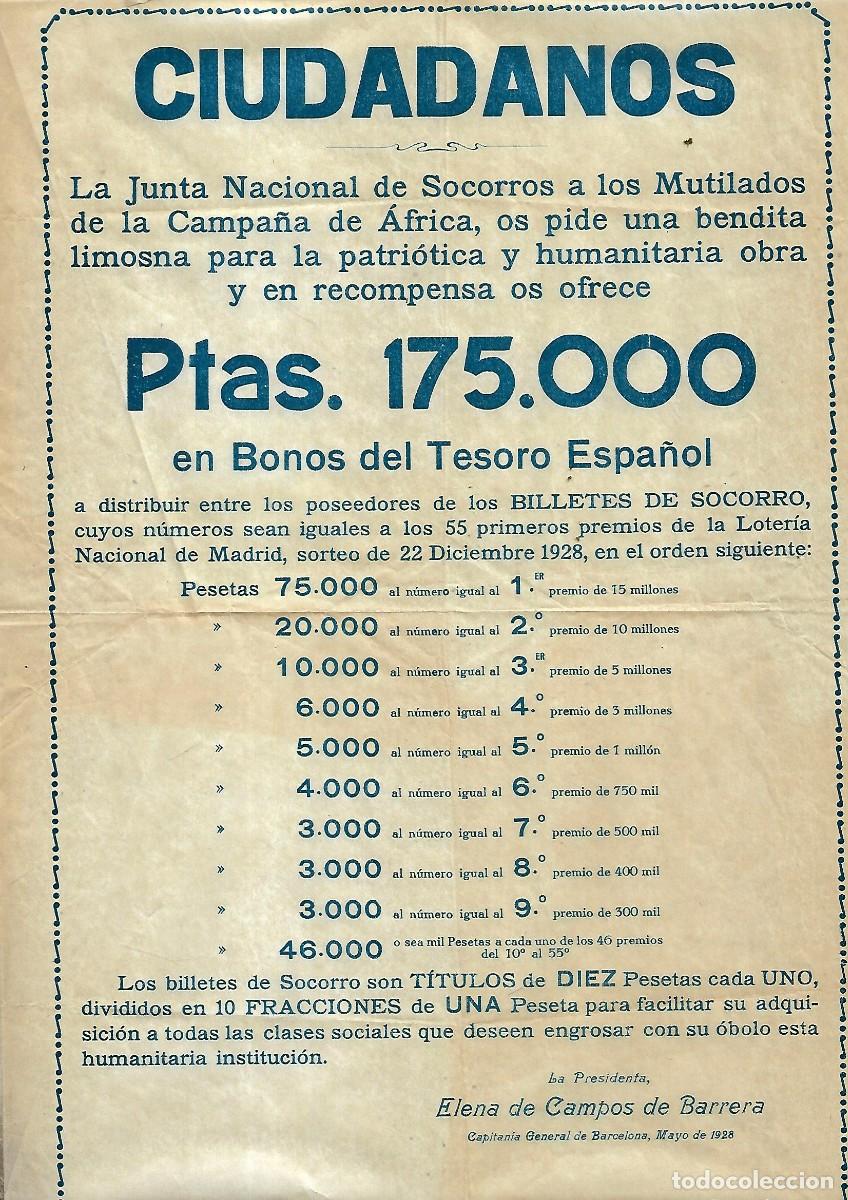 CIUDADANOS
La Junta Nacional de Socorros a los Mutilados
de la Campaña de África, os pide una bendita
limosna para la patriótica y humanitaria obra
y en recompensa os ofrece
Ptas. 175.000
en Bonos del Tesoro Español
a distribuir entre los poseedores de los BILLETES DE SOCORRO,
cuyos números sean iguales a los 55 primeros premios de la Lotería
Nacional de Madrid, sorteo de 22 Diciembre 1928, en el orden siguiente:
Pesetas 75.000 al número igual al 1.ER premio de 15 millones
» 20.000 al número igual al 2.º premio de 10 millones
» 10.000 al número igual al 3.ER premio de 5 millones
» 6.000 al número igual al 4.º premio de 3 millones
» 5.000 al número igual al 5.º premio de 1 millón
» 4.000 al número igual al 6.º premio de 750 mil
» 3.000 al número igual al 7.º premio de 500 mil
» 3.000 al número igual al 8.º premio de 400 mil
» 3.000 al número igual al 9.º premio de 300 mil
» 46.000 o sea mil Pesetas a cada uno de los 46 premios
del 10º al 55º
Los billetes de Socorro son TÍTULOS de DIEZ Pesetas cada UNO,
divididos en 10 FRACCIONES de UNA Peseta para facilitar su adqui-
sición a todas las clases sociales que deseen engrosar con su óbolo esta
humanitaria institución.
La Presidenta,
Elena de Campos de Barrera
Capitanía General de Barcelona, Mayo de 1928
todocoleccion